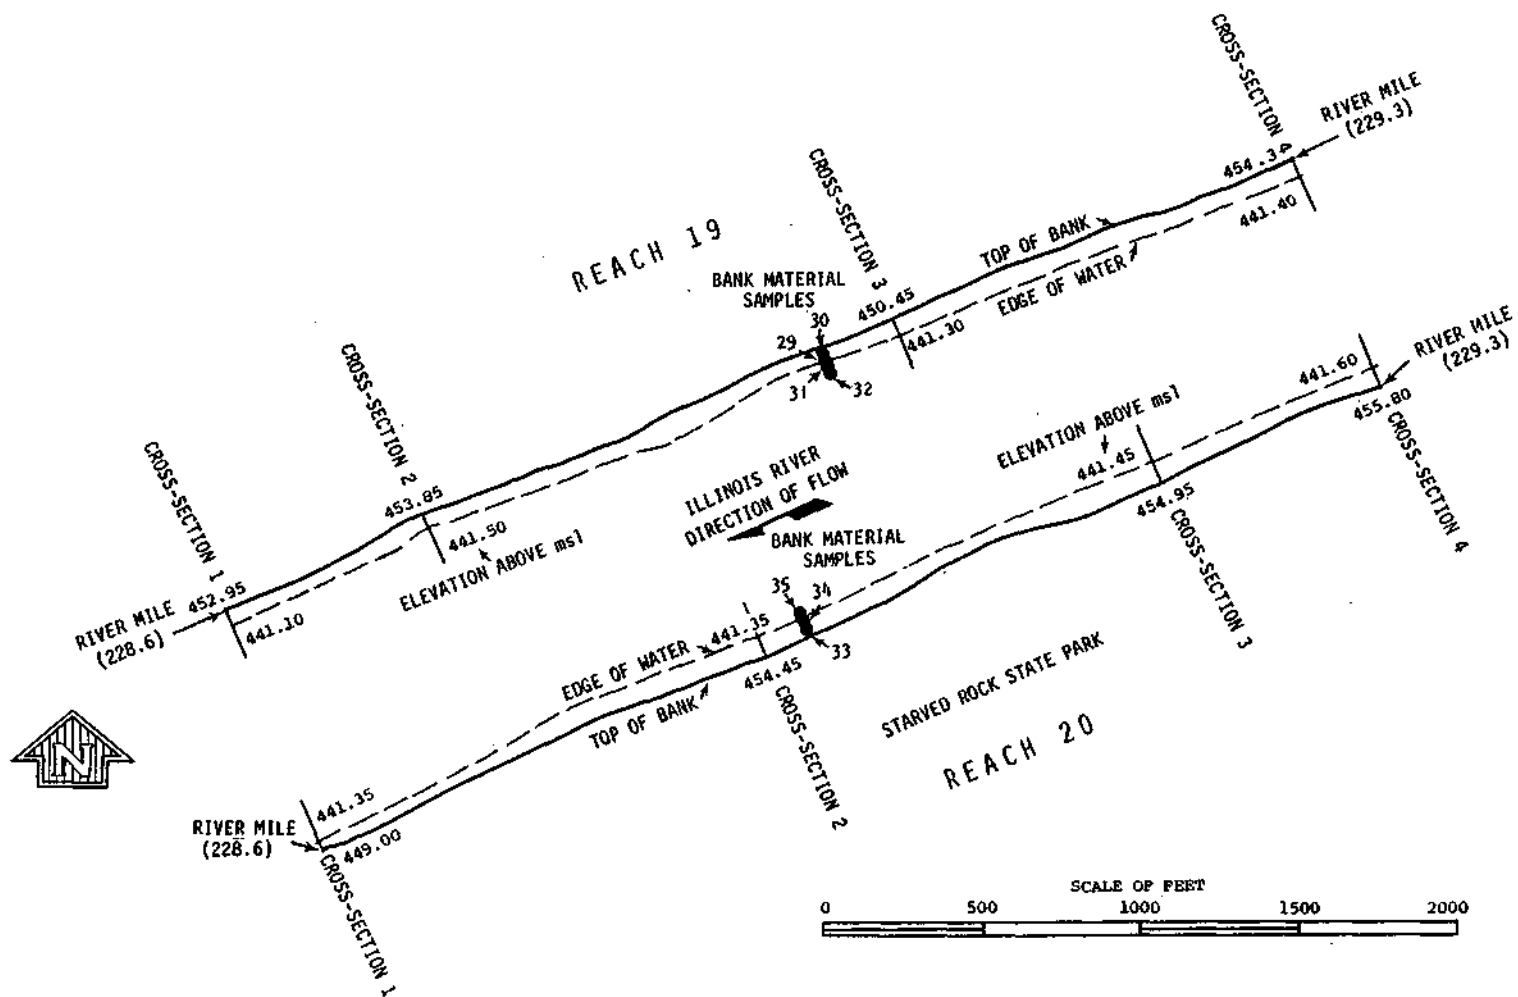 CROSS-SECTION 4
RIVER MILE
(229.3)
454.34
441.40
CROSS-SECTION 3
REACH 19
TOP OF BANK
EDGE OF WATER
BANK MATERIAL
SAMPLES
30
29
31
32
450.45
441.30
RIVER MILE
(229.3)
441.60
455.80
CROSS-SECTION 4
CROSS-SECTION 2
453.85
441.50
ELEVATION ABOVE msl
ELEVATION ABOVE msl
441.45
454.95
CROSS-SECTION 3
ILLINOIS RIVER
DIRECTION OF FLOW
BANK MATERIAL
SAMPLES
35
34
33
CROSS-SECTION 1
452.95
441.10
RIVER MILE
(228.6)
EDGE OF WATER
441.35
454.45
TOP OF BANK
CROSS-SECTION 2
STARVED ROCK STATE PARK
REACH 20
N
441.35
449.00
RIVER MILE
(228.6)
CROSS-SECTION 1
SCALE OF FEET
0 500 1000 1500 2000